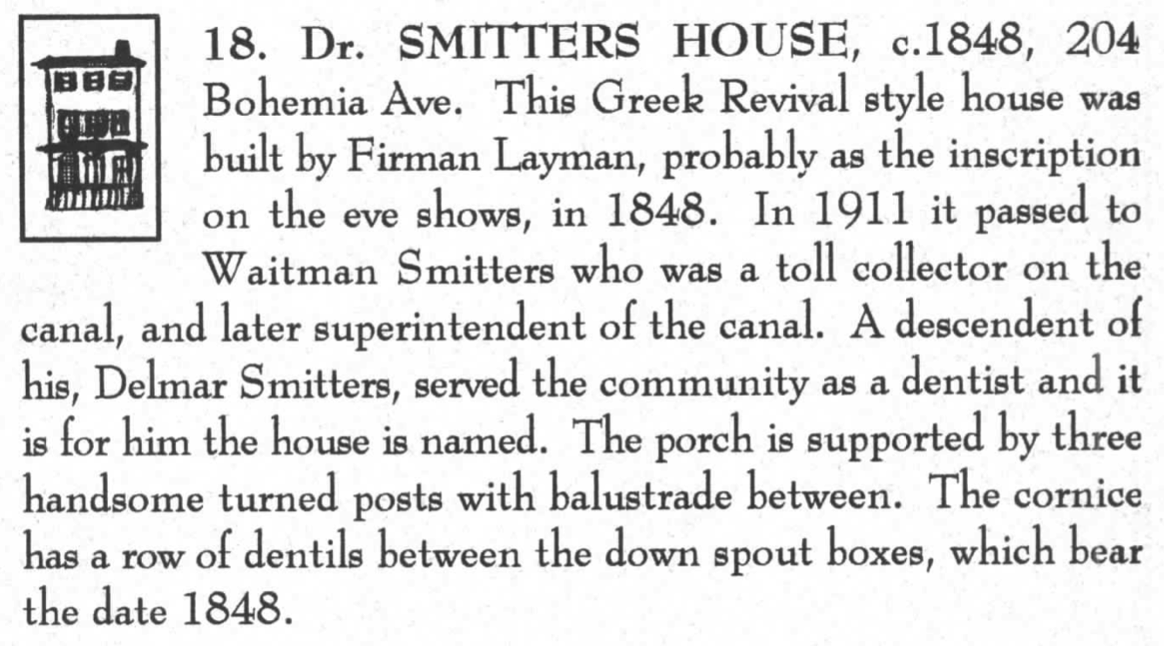 18. Dr. SMITTERS HOUSE, c.1848, 204
Bohemia Ave. This Greek Revival style house was
built by Firman Layman, probably as the inscription
on the eve shows, in 1848. In 1911 it passed to
Waitman Smitters who was a toll collector on the
canal, and later superintendent of the canal. A descendent of
his, Delmar Smitters, served the community as a dentist and it
is for him the house is named. The porch is supported by three
handsome turned posts with balustrade between. The cornice
has a row of dentils between the down spout boxes, which bear
the date 1848.